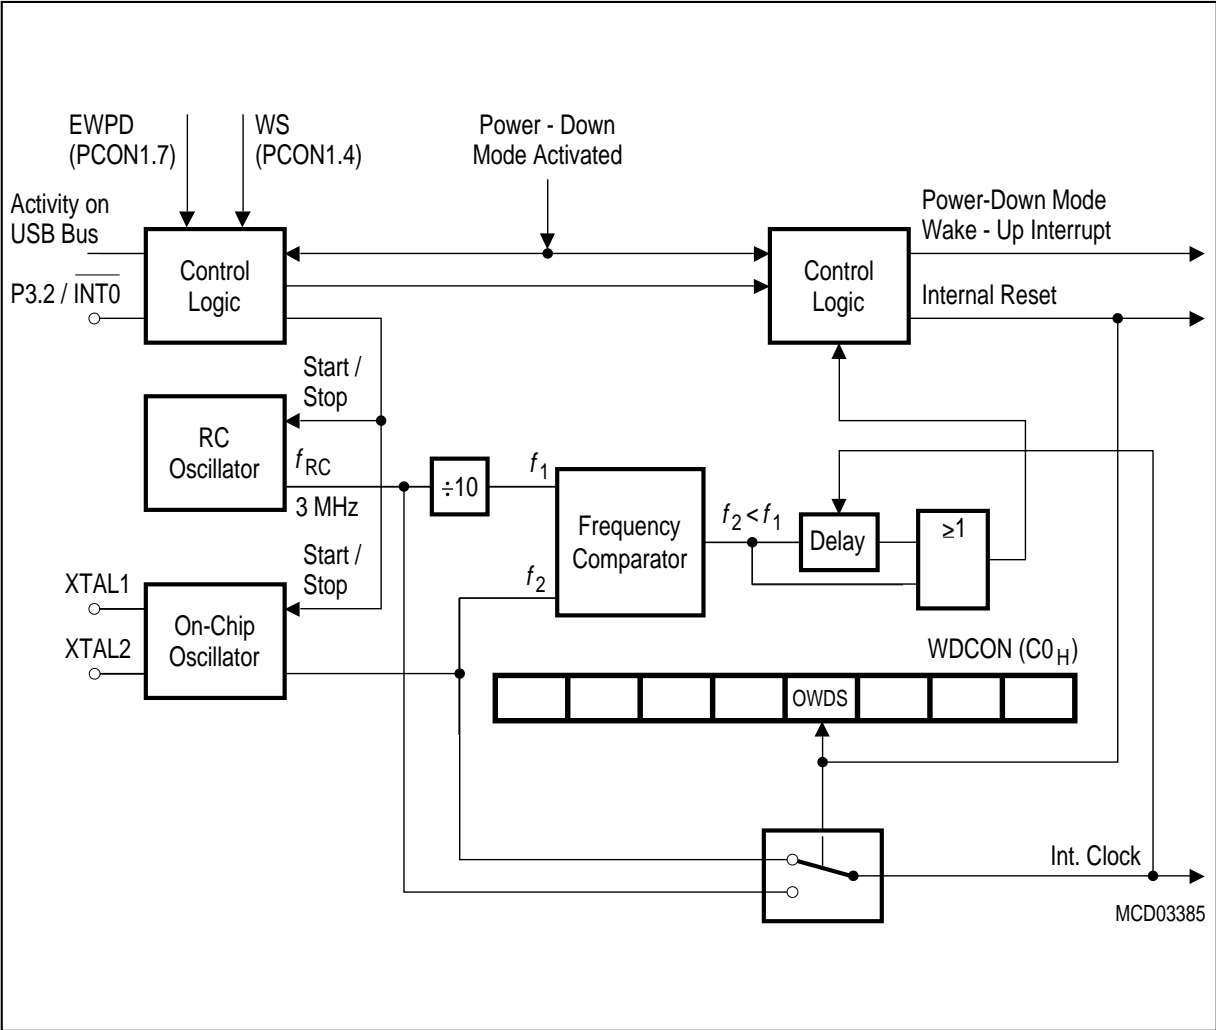 EWPD
(PCON1.7)
WS
(PCON1.4)
Power - Down
Mode Activated
Activity on
USB Bus
P3.2 / INT0
Control
Logic
Control
Logic
Power-Down Mode
Wake - Up Interrupt
Internal Reset
Start /
Stop
RC
Oscillator
fRC
3 MHz
÷10
f1
f2
Frequency
Comparator
f2 < f1
Delay
≥1
Start /
Stop
XTAL1
XTAL2
On-Chip
Oscillator
WDCON (C0H)
OWDS
Int. Clock
MCD03385